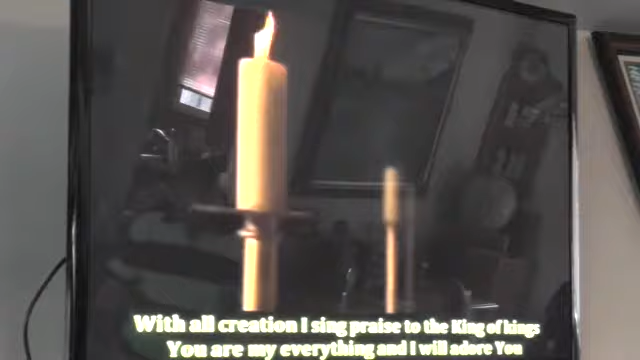 With all creation I sing praise to the King of kings
You are my everything and I will adore You